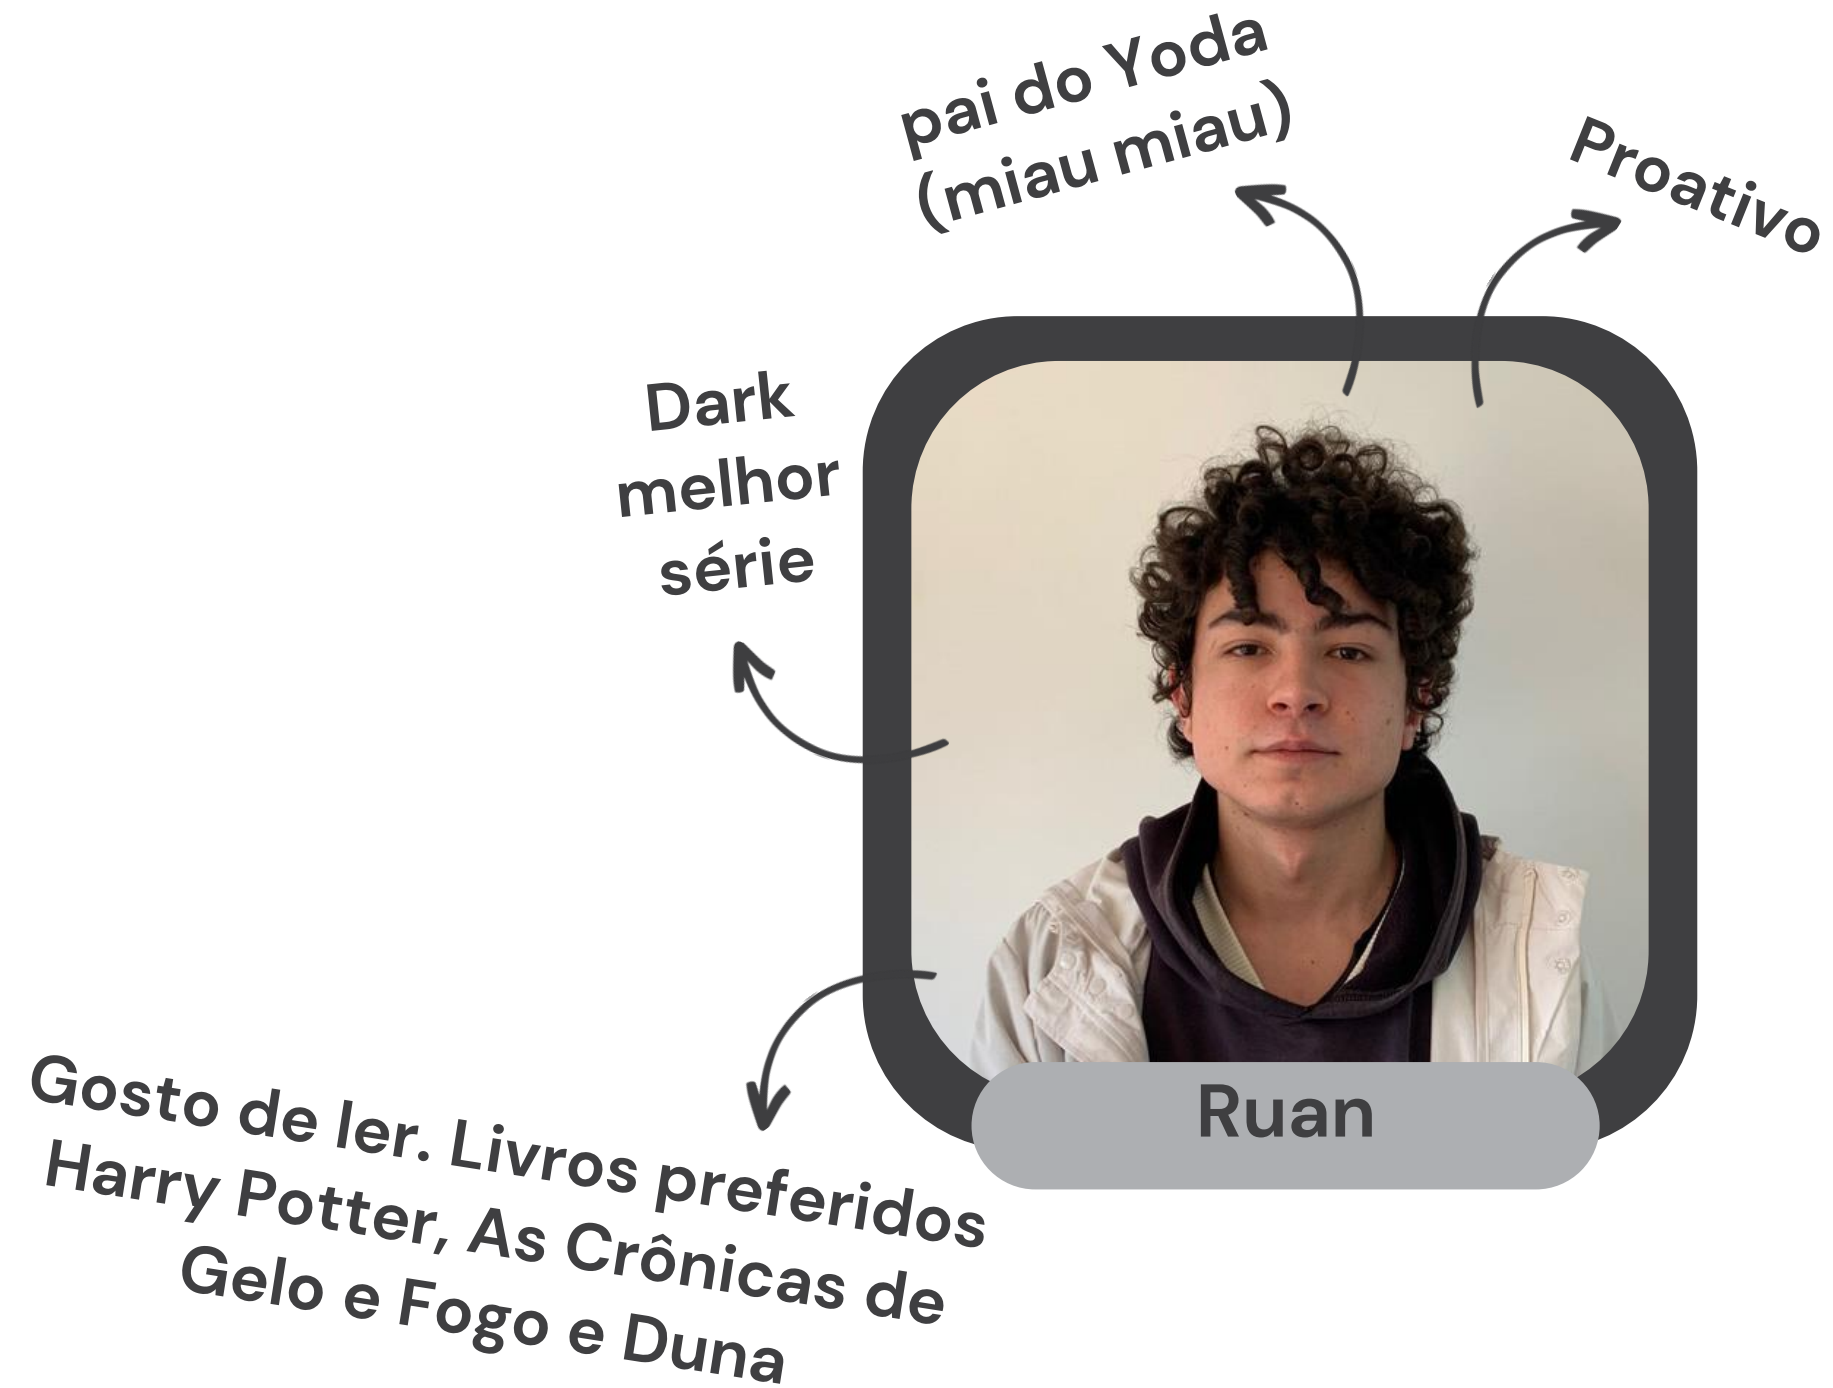 pai do Yoda
(miau miau)
Proativo
Dark
melhor
série
Gosto de ler. Livros preferidos
Harry Potter, As Crônicas de
Gelo e Fogo e Duna
Ruan